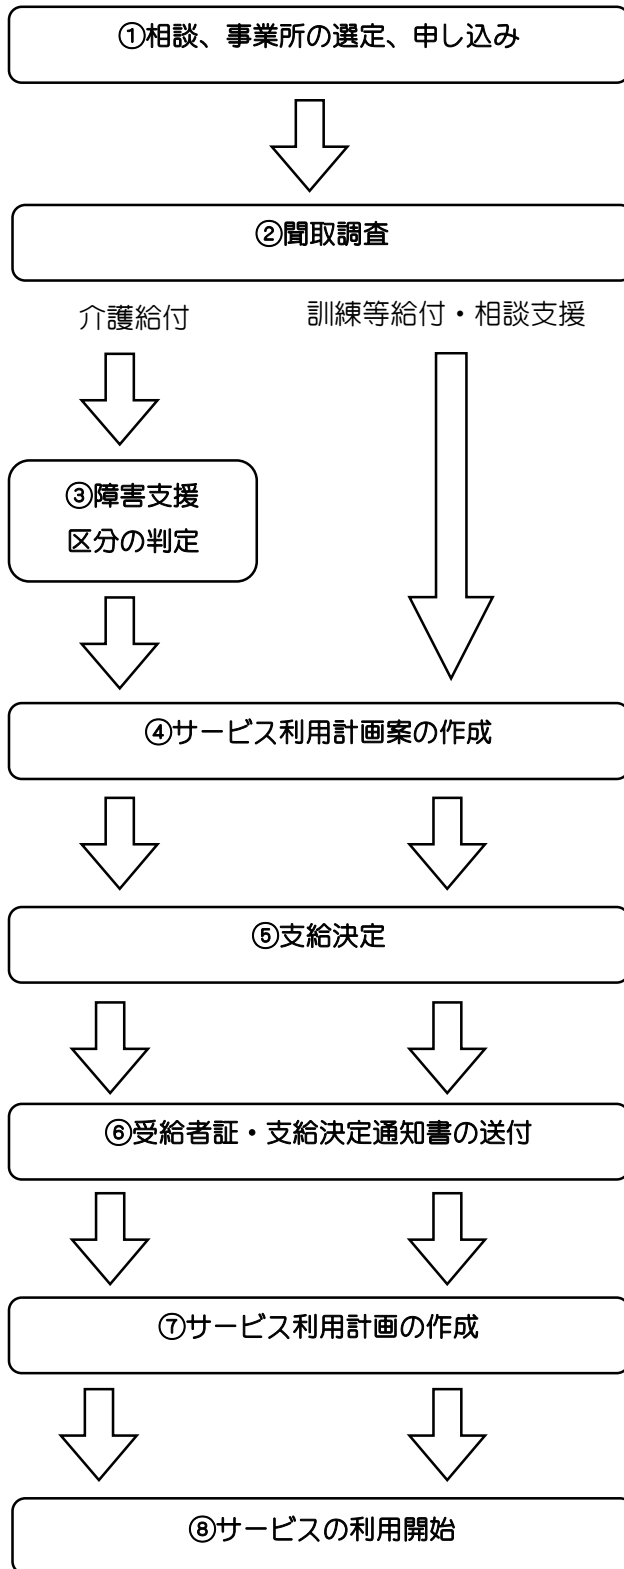 ①相談、事業所の選定、申し込み
②聞取調査
介護給付
訓練等給付・相談支援
③障害支援
区分の判定
④サービス利用計画案の作成
⑤支給決定
⑥受給者証・支給決定通知書の送付
⑦サービス利用計画の作成
⑧サービスの利用開始